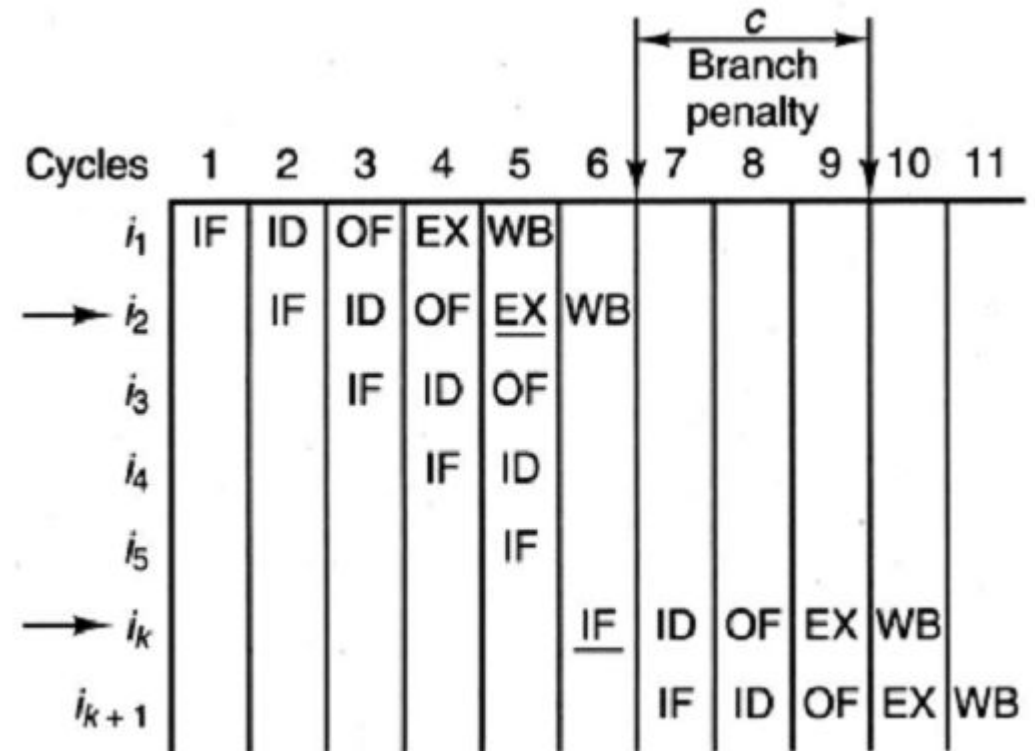 c
Branch
penalty
Cycles 1 2 3 4 5 6 7 8 9 10 11
i1 IF ID OF EX WB
i2 IF ID OF EX WB
i3 IF ID OF
i4 IF ID
i5 IF
ik IF ID OF EX WB
ik + 1 IF ID OF EX WB